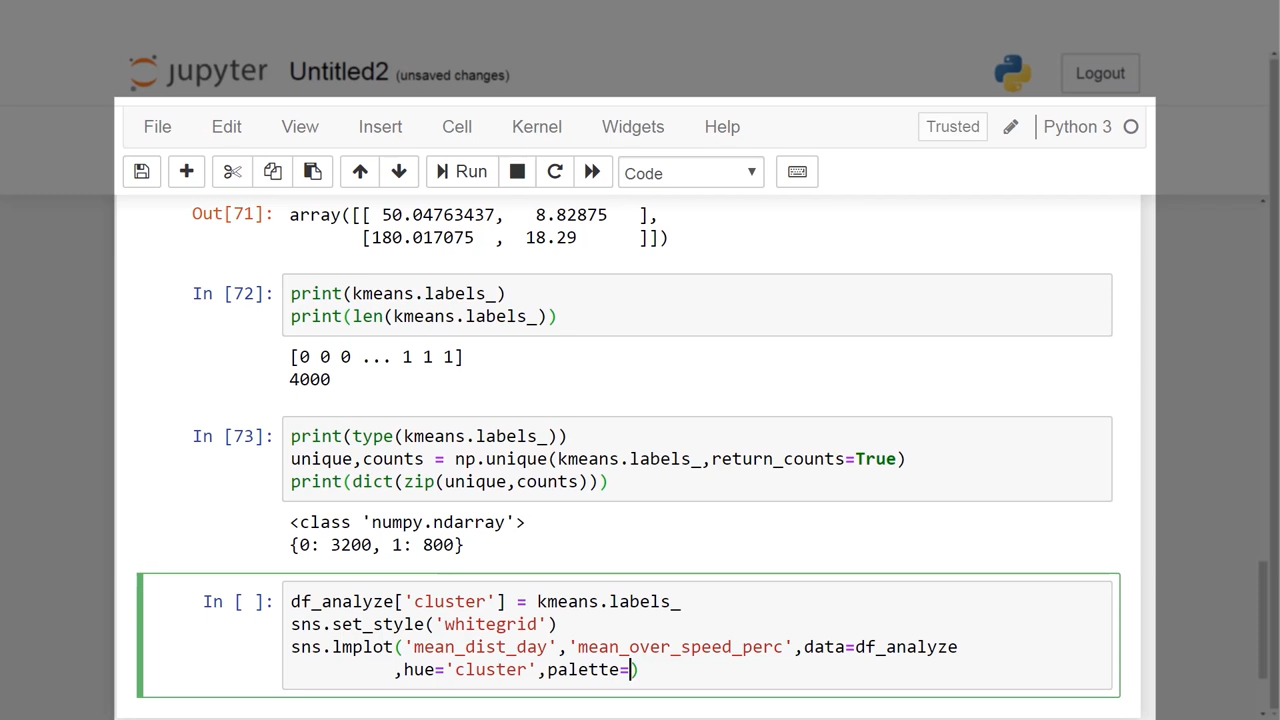 jupyter Untitled2 (unsaved changes) Logout
File Edit View Insert Cell Kernel Widgets Help Trusted Python 3
Run Code
Out[71]: array([[ 50.04763437,   8.82875   ],
[180.017075  ,  18.29      ]])
In [72]: print(kmeans.labels_)
print(len(kmeans.labels_))
[0 0 0 ... 1 1 1]
4000
In [73]: print(type(kmeans.labels_))
unique,counts = np.unique(kmeans.labels_,return_counts=True)
print(dict(zip(unique,counts)))
<class 'numpy.ndarray'>
{0: 3200, 1: 800}
In [ ]: df_analyze['cluster'] = kmeans.labels_
sns.set_style('whitegrid')
sns.lmplot('mean_dist_day','mean_over_speed_perc',data=df_analyze
,hue='cluster',palette=)